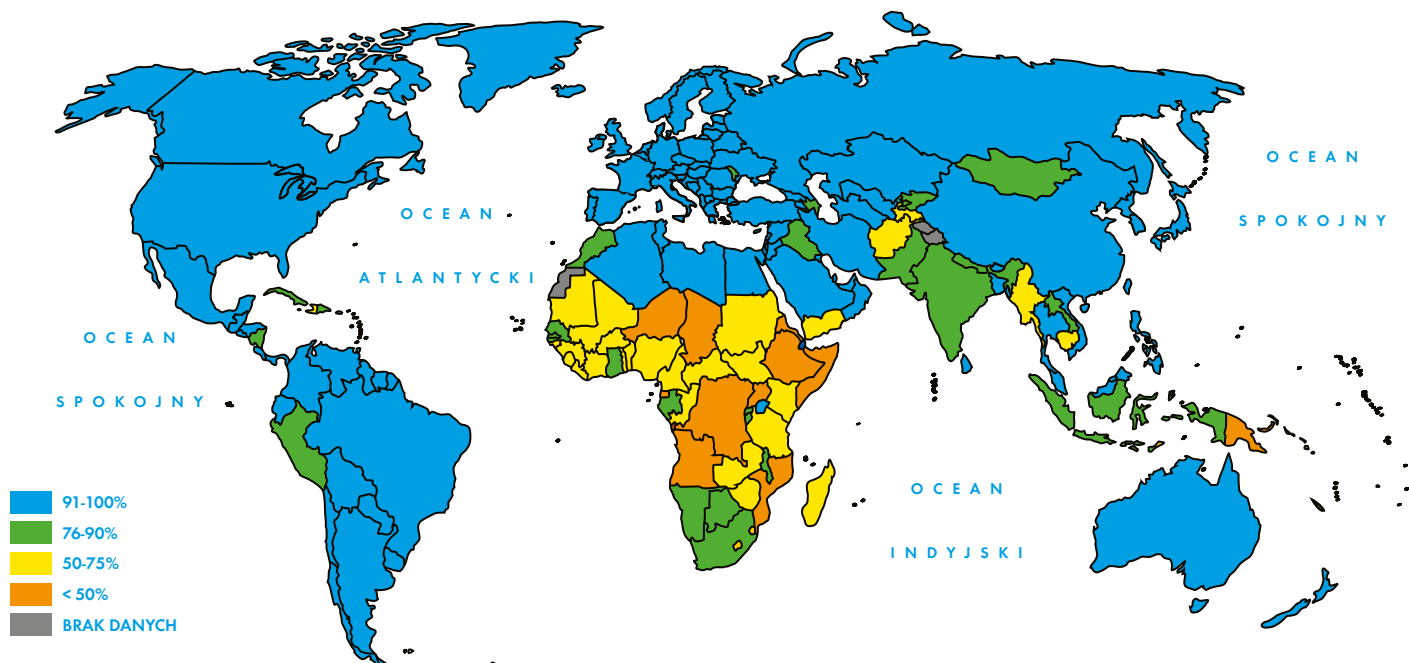 OCEAN
SPOKOJNY
OCEAN
ATLANTYCKI
OCEAN
SPOKOJNY
OCEAN
INDYJSKI
91-100%
76-90%
50-75%
< 50%
BRAK DANYCH